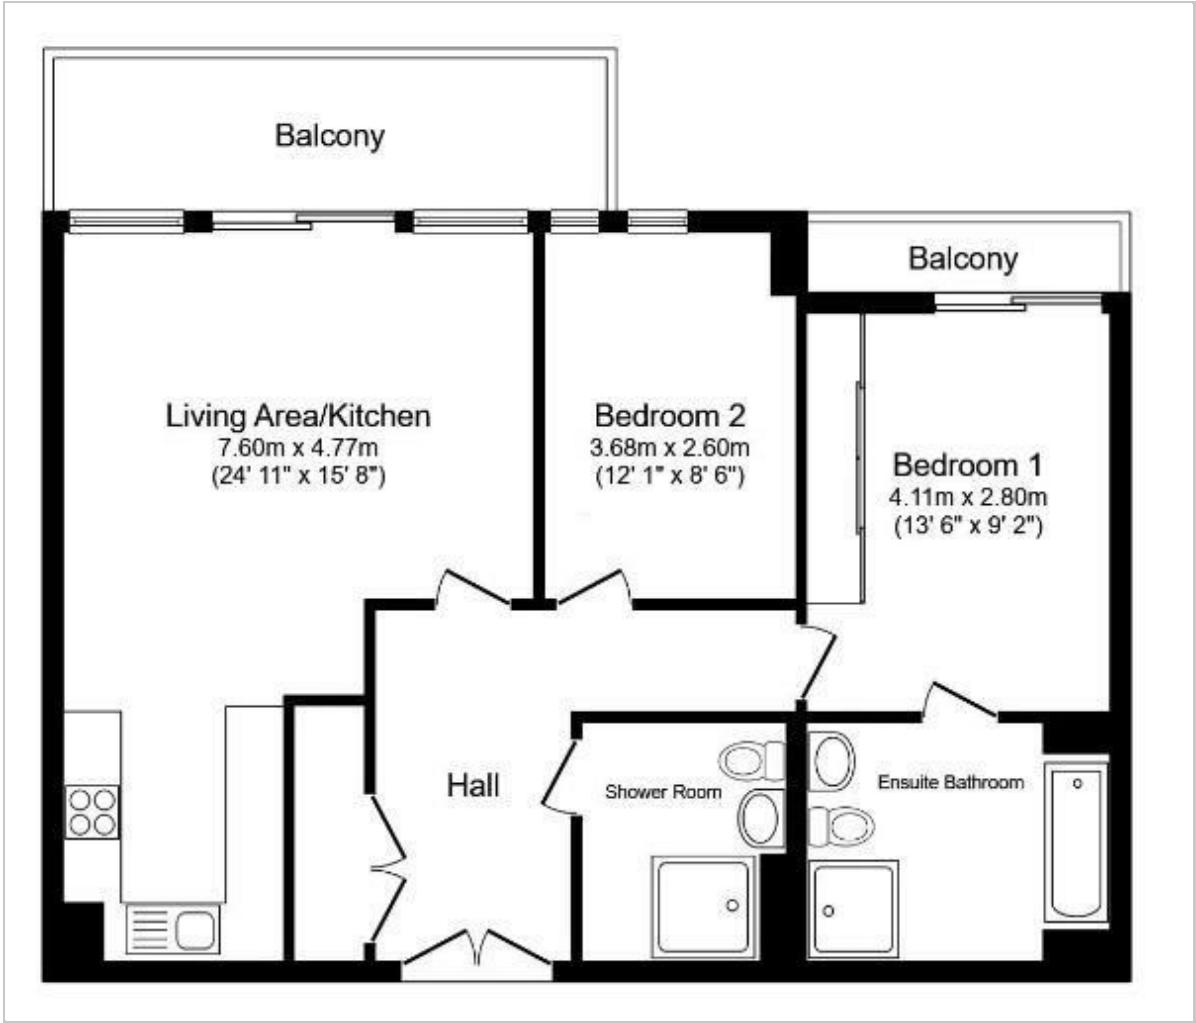 Balcony
Balcony
Living Area/Kitchen
7.60m x 4.77m
(24' 11" x 15' 8")
Bedroom 2
3.68m x 2.60m
(12' 1" x 8' 6")
Bedroom 1
4.11m x 2.80m
(13' 6" x 9' 2")
Hall
Shower Room
Ensuite Bathroom